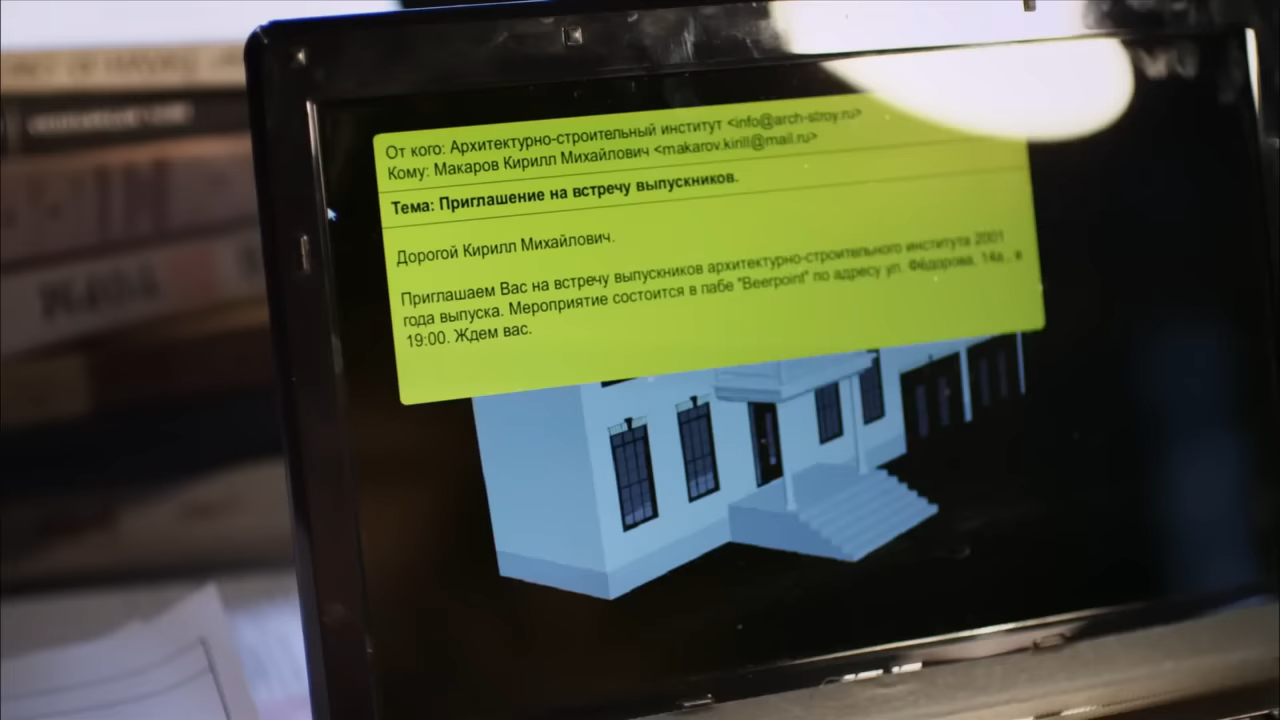 От кого: Архитектурно-строительный институт <info@arch-stroy.ru>
Кому: Макаров Кирилл Михайлович <makarov.kirill@mail.ru>
Тема: Приглашение на встречу выпускников.
Дорогой Кирилл Михайлович.
Приглашаем Вас на встречу выпускников архитектурно-строительного института 2001
года выпуска. Мероприятие состоится в пабе "Beerpoint" по адресу ул. Фёдорова, 14а., в
19:00. Ждем вас.